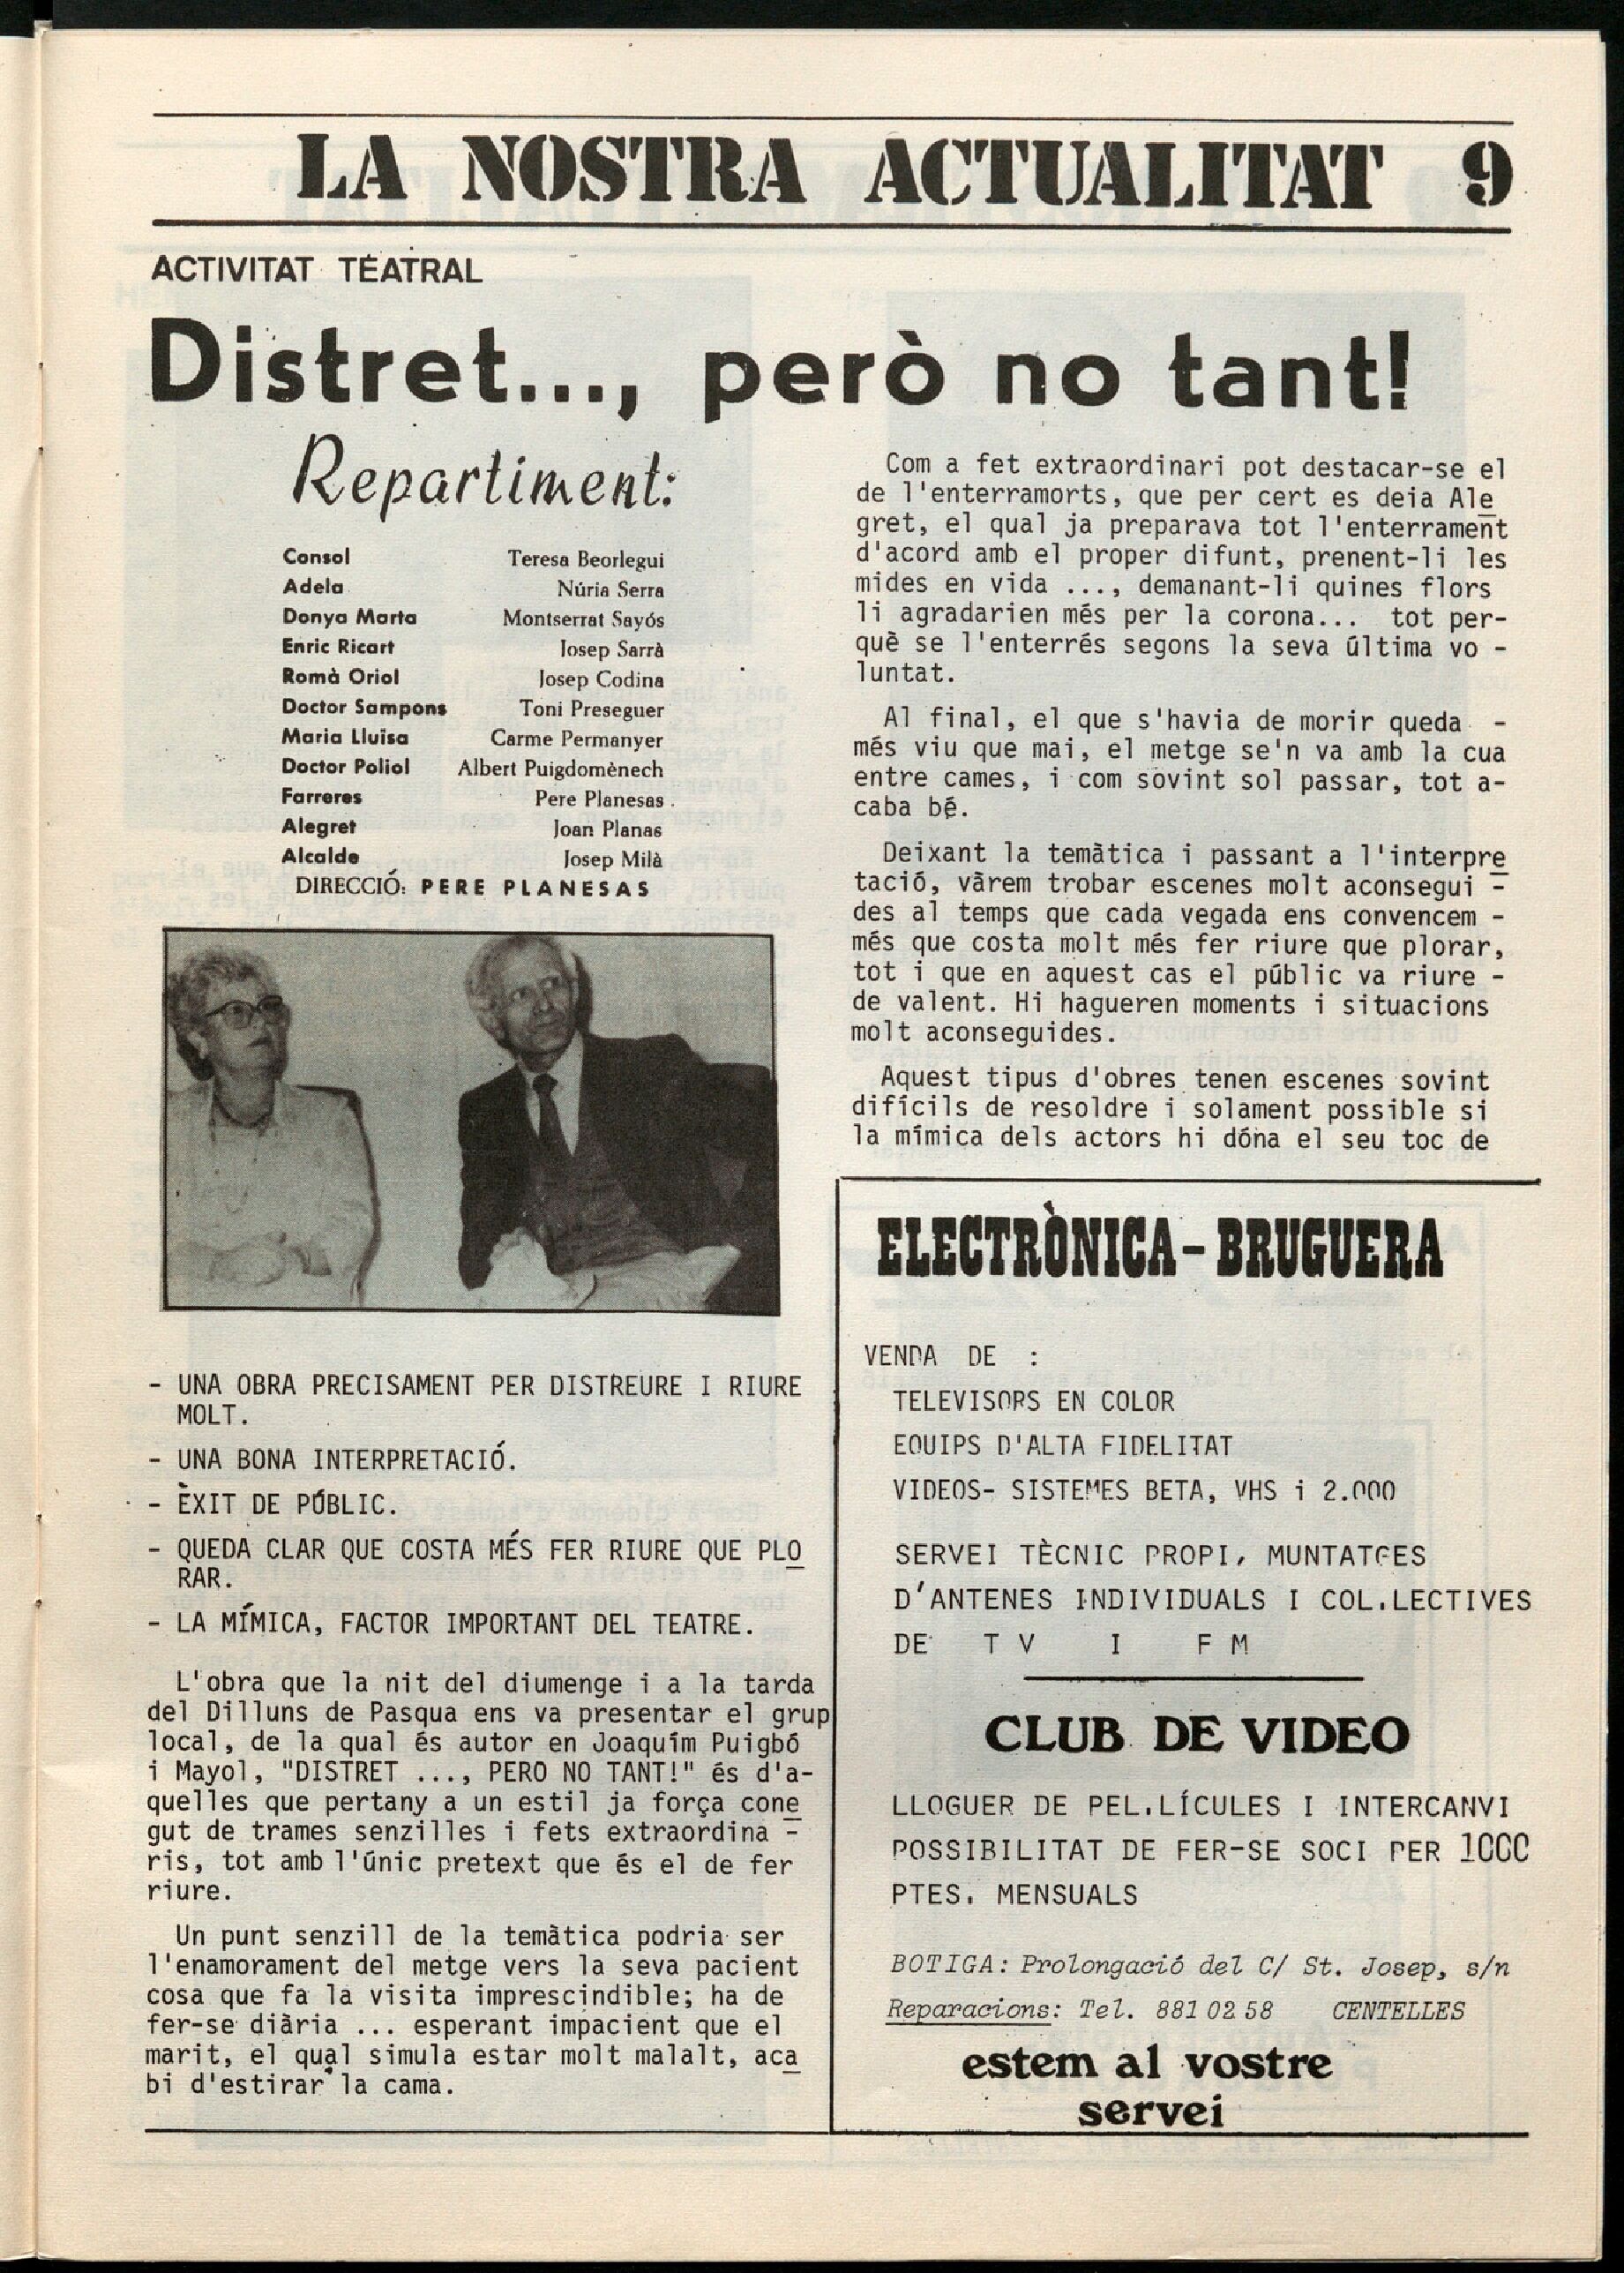 LA NOSTRA ACTUALITAT 9
ACTIVITAT TEATRAL
Distret..., però no tant!
Repartiment:
Consol Teresa Beorlegui
Adela Núria Serra
Donya Marta Montserrat Sayós
Enric Ricart Josep Sarrà
Romà Oriol Josep Codina
Doctor Sampons Toni Preseguer
Maria Lluïsa Carme Permanyer
Doctor Poliol Albert Puigdomènech
Farreres Pere Planesas
Alegret Joan Planas
Alcalde Josep Milà
DIRECCIÓ: PERE PLANESAS
- UNA OBRA PRECISAMENT PER DISTREURE I RIURE
MOLT.
- UNA BONA INTERPRETACIÓ.
- ÈXIT DE PÚBLIC.
- QUEDA CLAR QUE COSTA MÉS FER RIURE QUE PLO
RAR.
- LA MÍMICA, FACTOR IMPORTANT DEL TEATRE.
L'obra que la nit del diumenge i a la tarda
del Dilluns de Pasqua ens va presentar el grup
local, de la qual és autor en Joaquím Puigbó
i Mayol, "DISTRET ..., PERO NO TANT!" és d'a-
quelles que pertany a un estil ja força cone
gut de trames senzilles i fets extraordina -
ris, tot amb l'únic pretext que és el de fer
riure.
Un punt senzill de la temàtica podria ser
l'enamorament del metge vers la seva pacient
cosa que fa la visita imprescindible; ha de
fer-se diària ... esperant impacient que el
marit, el qual simula estar molt malalt, aca
bi d'estirar la cama.
Com a fet extraordinari pot destacar-se el
de l'enterramorts, que per cert es deia Ale
gret, el qual ja preparava tot l'enterrament
d'acord amb el proper difunt, prenent-li les
mides en vida ..., demanant-li quines flors
li agradarien més per la corona... tot per-
què se l'enterrés segons la seva última vo -
luntat.
Al final, el que s'havia de morir queda -
més viu que mai, el metge se'n va amb la cua
entre cames, i com sovint sol passar, tot a-
caba bé.
Deixant la temàtica i passant a l'interpre
tació, vàrem trobar escenes molt aconsegui -
des al temps que cada vegada ens convencem -
més que costa molt més fer riure que plorar,
tot i que en aquest cas el públic va riure -
de valent. Hi hagueren moments i situacions
molt aconseguides.
Aquest tipus d'obres tenen escenes sovint
difícils de resoldre i solament possible si
la mímica dels actors hi dóna el seu toc de
ELECTRÒNICA - BRUGUERA
VENDA DE :
TELEVISORS EN COLOR
EQUIPS D'ALTA FIDELITAT
VIDEOS- SISTEMES BETA, VHS i 2.000
SERVEI TÈCNIC PROPI, MUNTATGES
D'ANTENES INDIVIDUALS I COL.LECTIVES
DE TV I FM
CLUB DE VIDEO
LLOGUER DE PEL.LÍCULES I INTERCANVI
POSSIBILITAT DE FER-SE SOCI PER 1000
PTES. MENSUALS
BOTIGA: Prolongació del C/ St. Josep, s/n
Reparacions: Tel. 881 02 58 CENTELLES
estem al vostre
servei